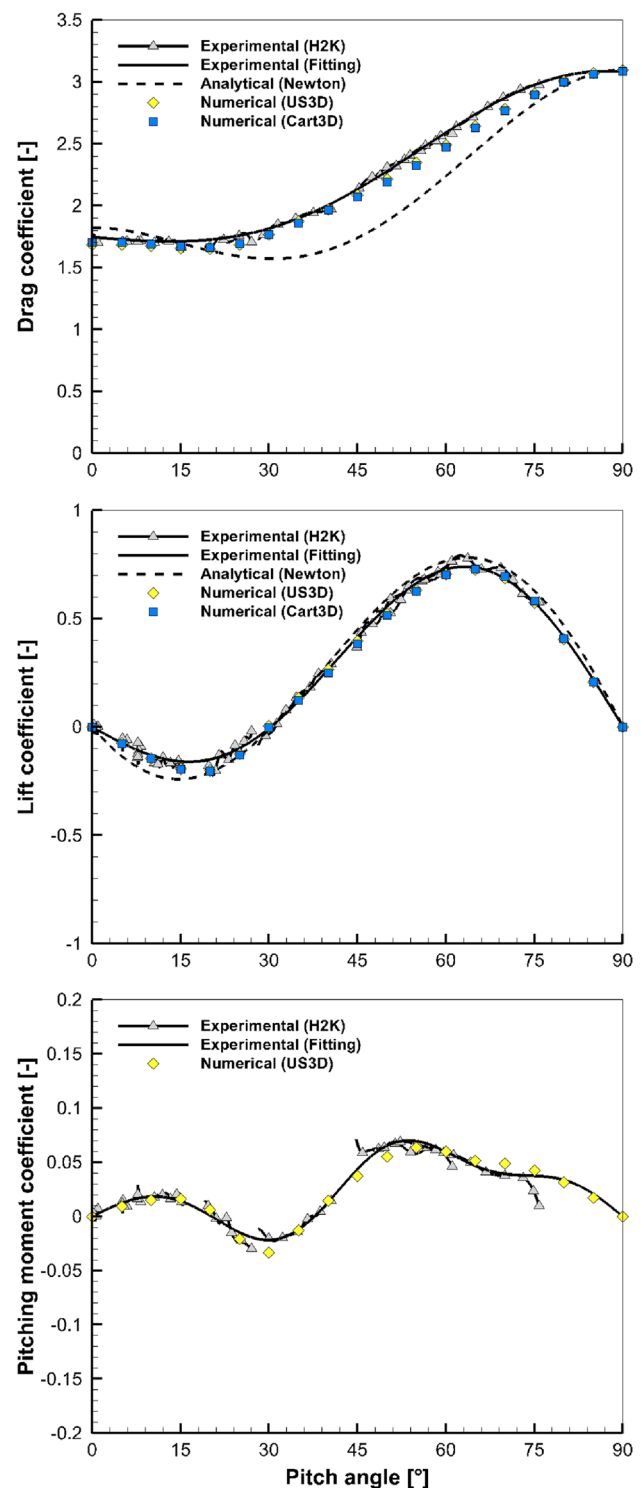 3.5
Experimental (H2K)
Experimental (Fitting)
Analytical (Newton)
Numerical (US3D)
Numerical (Cart3D)
3
2.5
2
1.5
1
0.5
0
Drag coefficient [-]
0 15 30 45 60 75 90
1
Experimental (H2K)
Experimental (Fitting)
Analytical (Newton)
Numerical (US3D)
Numerical (Cart3D)
0.5
0
-0.5
-1
Lift coefficient [-]
0 15 30 45 60 75 90
0.2
Experimental (H2K)
Experimental (Fitting)
Numerical (US3D)
0.15
0.1
0.05
0
-0.05
-0.1
-0.15
-0.2
Pitching moment coefficient [-]
0 15 30 45 60 75 90
Pitch angle [°]